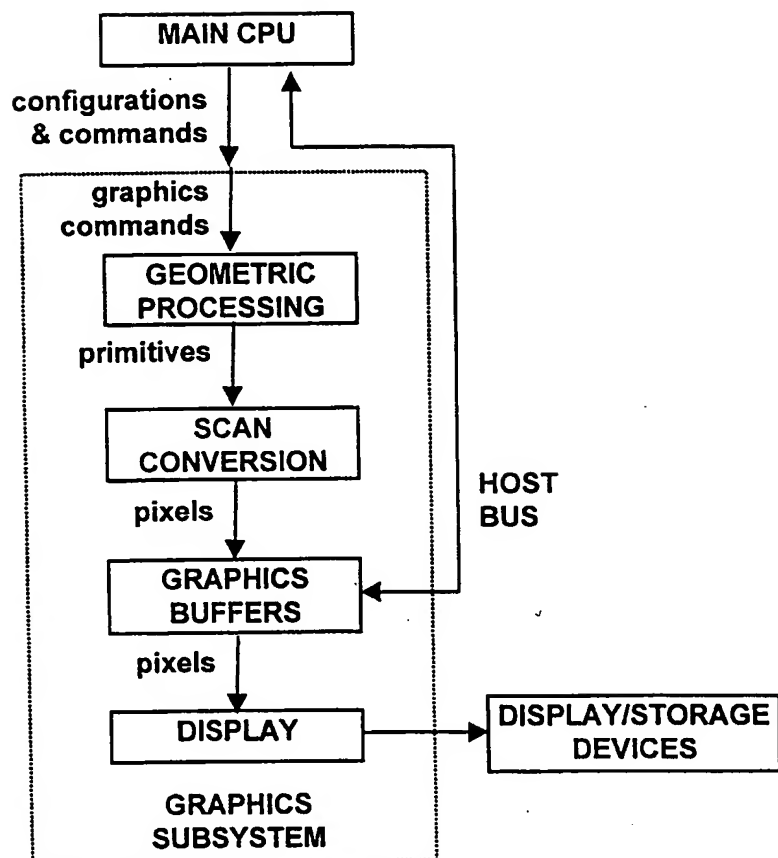 MAIN CPU
configurations
& commands
graphics
commands
GEOMETRIC
PROCESSING
primitives
SCAN
CONVERSION
pixels
HOST
BUS
GRAPHICS
BUFFERS
pixels
DISPLAY
DISPLAY/STORAGE
DEVICES
GRAPHICS
SUBSYSTEM